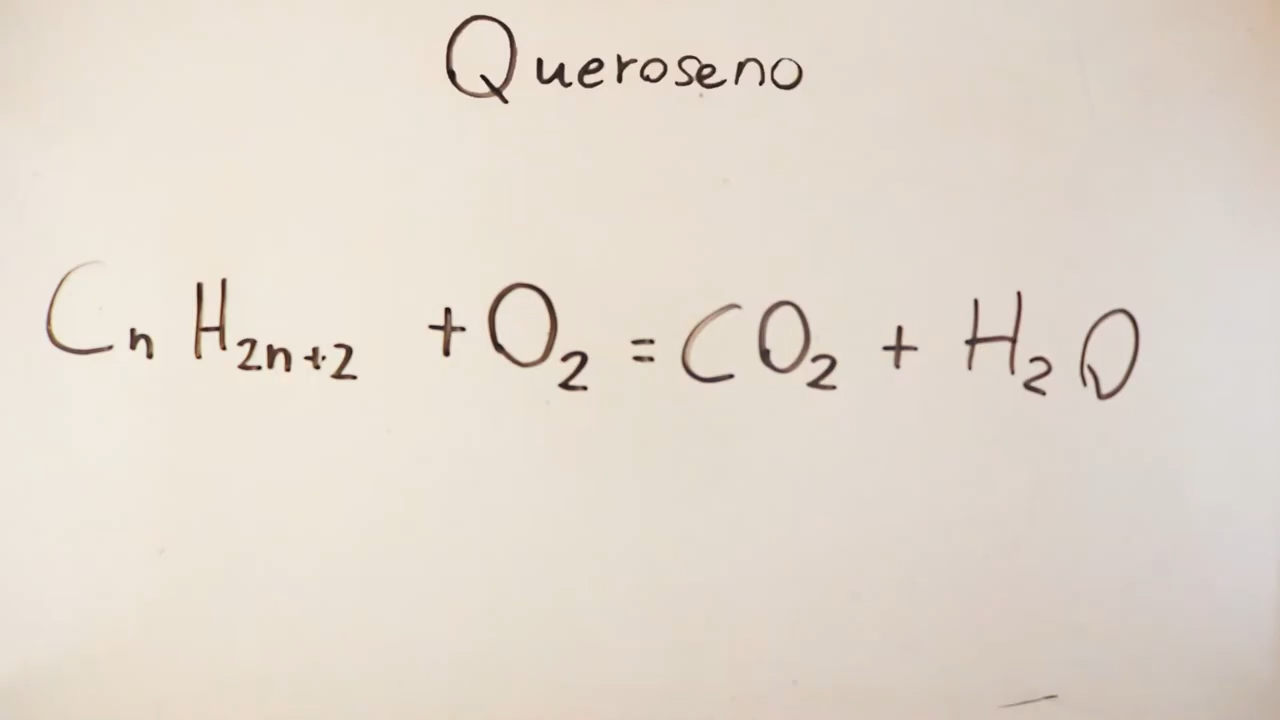 Queroseno
CnH2n+2 + O2 = CO2 + H2O